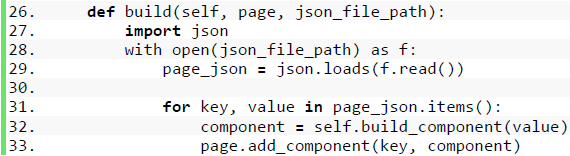 26.     def build(self, page, json_file_path):
27.         import json
28.         with open(json_file_path) as f:
29.             page_json = json.loads(f.read())
30.
31.             for key, value in page_json.items():
32.                 component = self.build_component(value)
33.                 page.add_component(key, component)